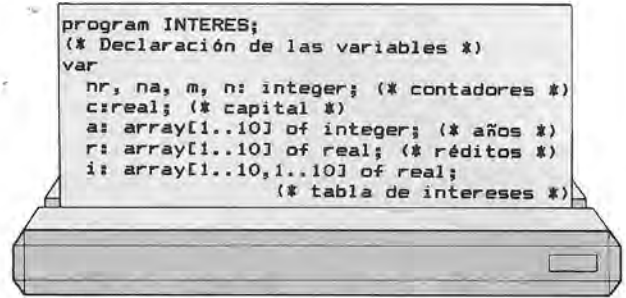 program INTERES;
(* Declaración de las variables *)
var
nr, na, m, n: integer; (* contadores *)
c:real; (* capital *)
a: array[1..10] of integer; (* años *)
r: array[1..10] of real; (* réditos *)
i: array[1..10,1..10] of real;
(* tabla de intereses *)